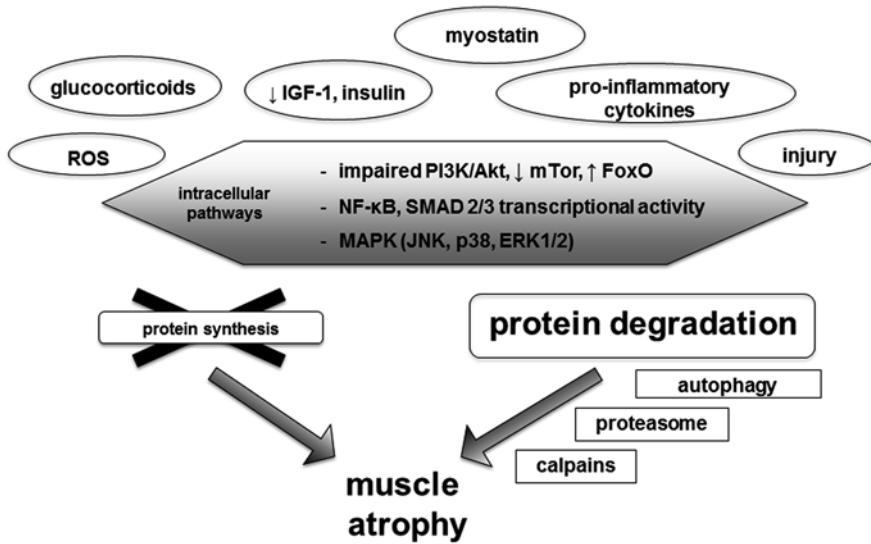 myostatin
glucocorticoids
↓ IGF-1, insulin
pro-inflammatory
cytokines
ROS
injury
intracellular
pathways
- impaired PI3K/Akt, ↓ mTor, ↑ FoxO
- NF-κB, SMAD 2/3 transcriptional activity
- MAPK (JNK, p38, ERK1/2)
protein synthesis
protein degradation
autophagy
proteasome
calpains
muscle
atrophy